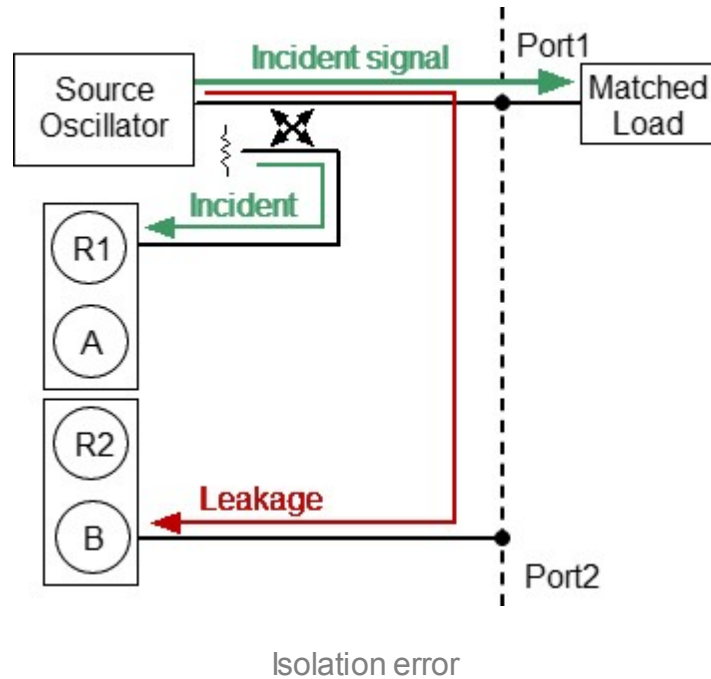 Incident signal
Port1
Source
Oscillator
Matched
Load
Incident
R1
A
R2
Leakage
B
Port2
Isolation error